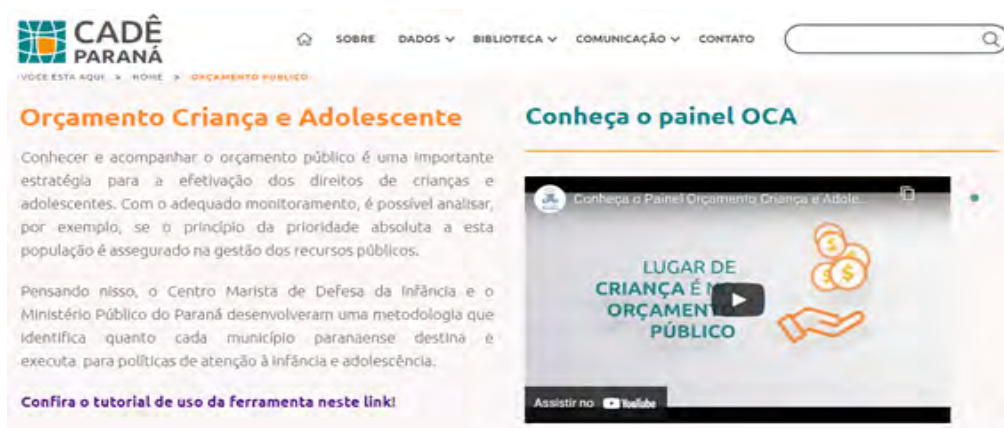 CADÊ
PARANÁ
SOBRE DADOS BIBLIOTECA COMUNICAÇÃO CONTATO
VOCÊ ESTA AQUI > HOME > ORÇAMENTO PÚBLICO
Orçamento Criança e Adolescente
Conhecer e acompanhar o orçamento público é uma importante
estratégia para a efetivação dos direitos de crianças e
adolescentes. Com o adequado monitoramento, é possível analisar,
por exemplo, se o princípio da prioridade absoluta a esta
população é assegurado na gestão dos recursos públicos.
Pensando nisso, o Centro Marista de Defesa da Infância e o
Ministério Público do Paraná desenvolveram uma metodologia que
identifica quanto cada município paranaense destina e
executa para políticas de atenção à infância e adolescência.
Confira o tutorial de uso da ferramenta neste link!
Conheça o painel OCA
Conheça o Painel Orçamento Criança e Adole...
LUGAR DE
CRIANÇA É NO
ORÇAMENTO
PÚBLICO
Assistir no YouTube